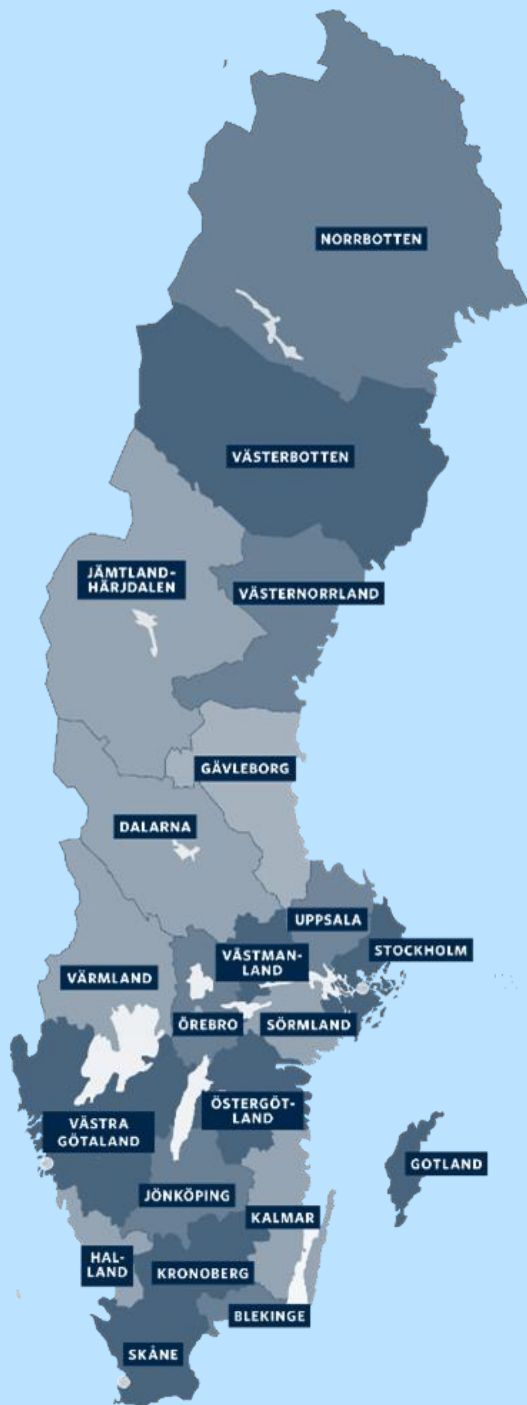 NORRBOTTEN
VÄSTERBOTTEN
JÄMTLAND-
HÄRJDALEN
VÄSTERNORRLAND
GÄVLEBORG
DALARNA
UPPSALA
STOCKHOLM
VÄSTMAN-
LAND
VÄRMLAND
ÖREBRO
SÖRMLAND
ÖSTERGÖT-
LAND
VÄSTRA
GÖTALAND
GOTLAND
JÖNKÖPING
KALMAR
HAL-
LAND
KRONOBERG
BLEKINGE
SKÅNE